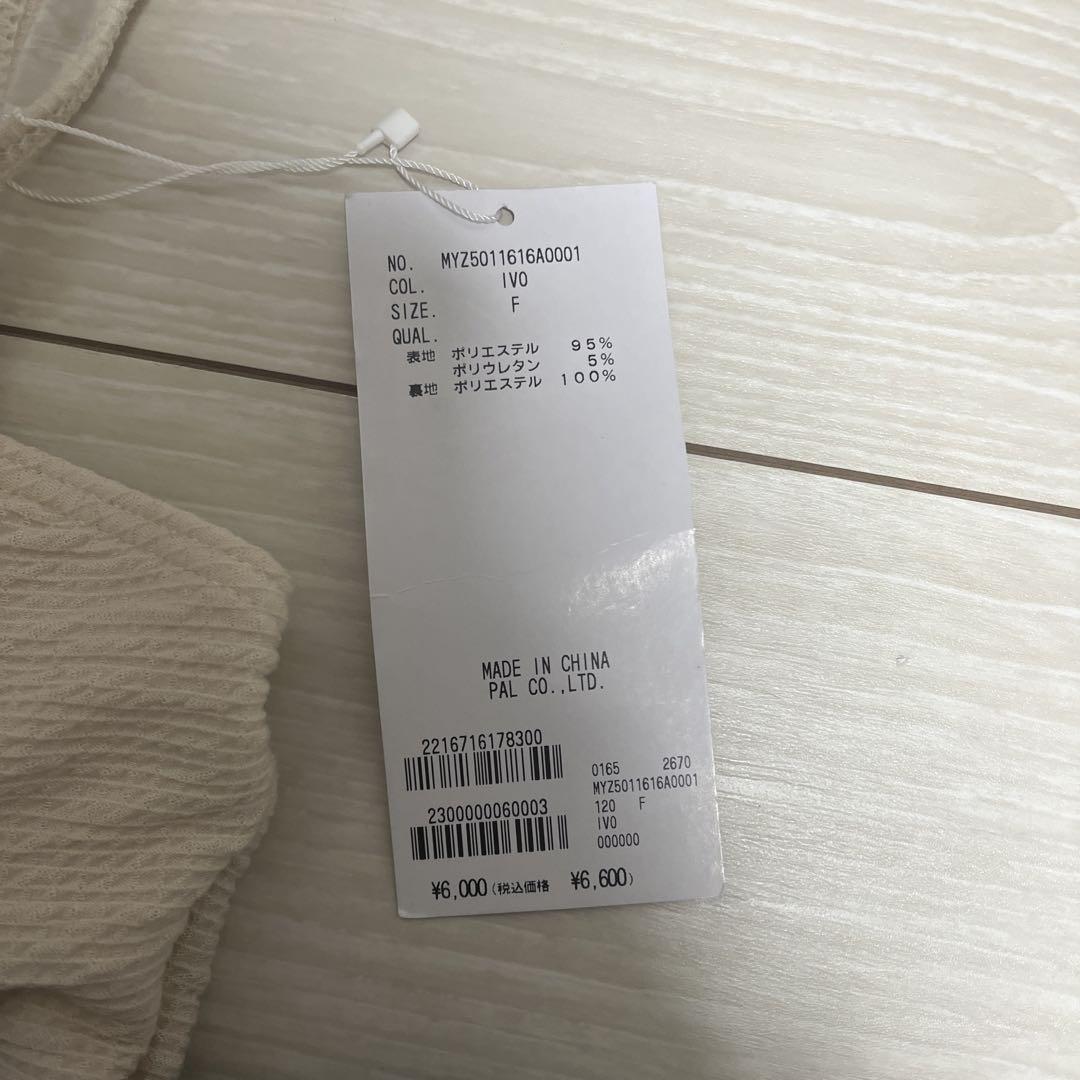 NO. MYZ5011616A0001
COL. IVO
SIZE. F
QUAL.
表地 ポリエステル 95%
ポリウレタン 5%
裏地 ポリエステル 100%
MADE IN CHINA
PAL CO.,LTD.
2216716178300
2300000060003
0165 2670
MYZ5011616A0001
120 F
IVO
000000
¥6,000(税込価格 ¥6,600)